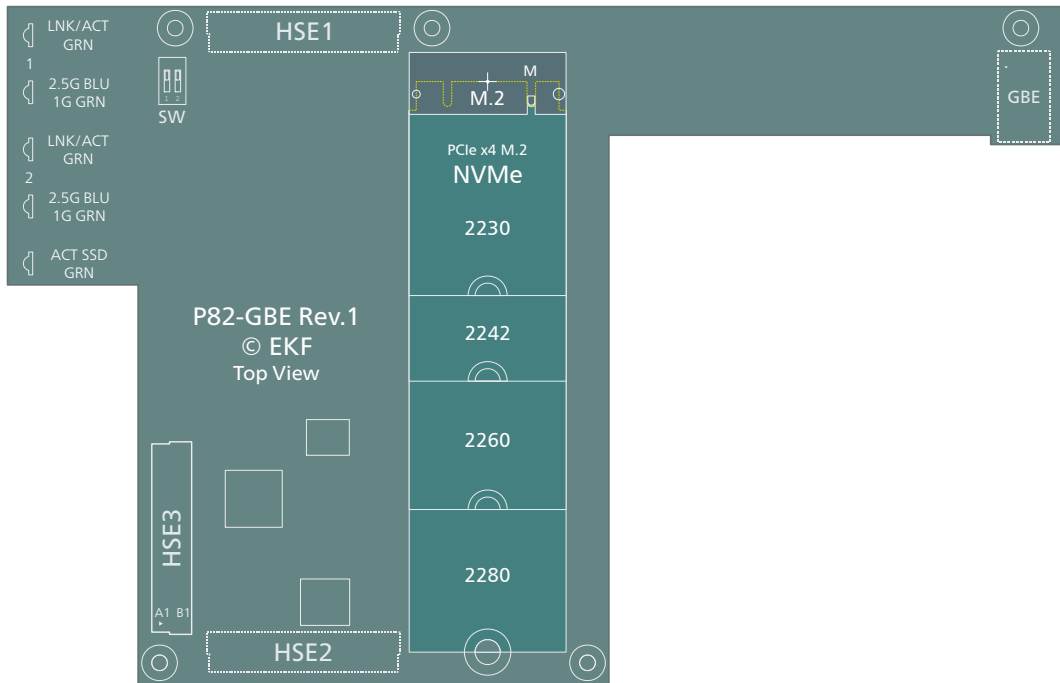 LNK/ACT
GRN
1
2.5G BLU
1G GRN
LNK/ACT
GRN
2
2.5G BLU
1G GRN
ACT SSD
GRN
1 2
SW
HSE1
M
M.2
PCIe x4 M.2
NVMe
2230
2242
2260
2280
GBE
P82-GBE Rev.1
© EKF
Top View
HSE3
A1 B1
HSE2